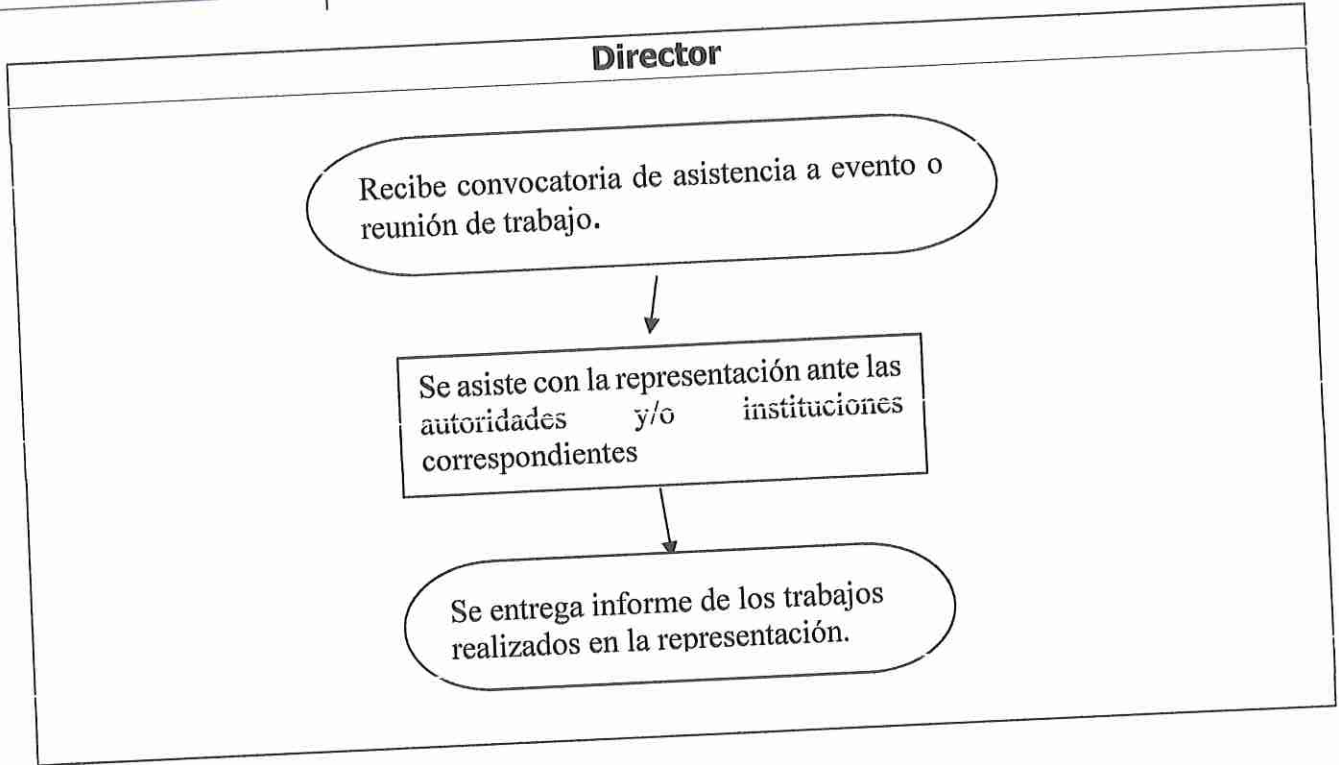 Director
Recibe convocatoria de asistencia a evento o
reunión de trabajo.
Se asiste con la representación ante las
autoridades y/o instituciones
correspondientes
Se entrega informe de los trabajos
realizados en la representación.